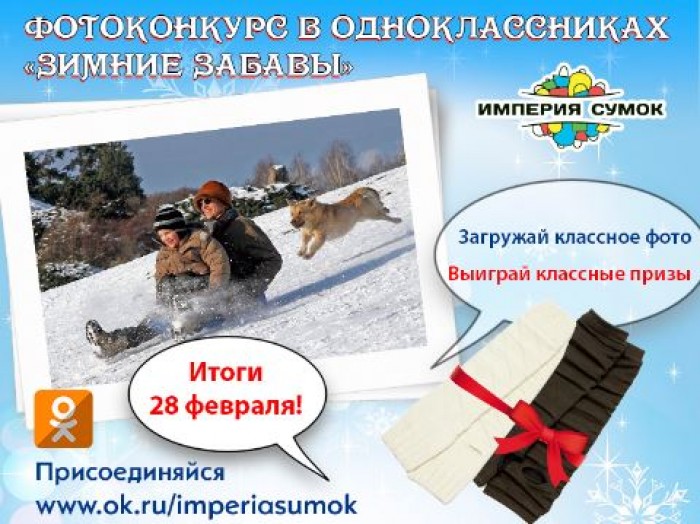 ФОТОКОНКУРС В ОДНОКЛАССНИКАХ
«ЗИМНИЕ ЗАБАВЫ»
ИМПЕРИЯ СУМОК
Загружай классное фото
Выиграй классные призы
Итоги
28 февраля!
Присоединяйся
www.ok.ru/imperiasumok